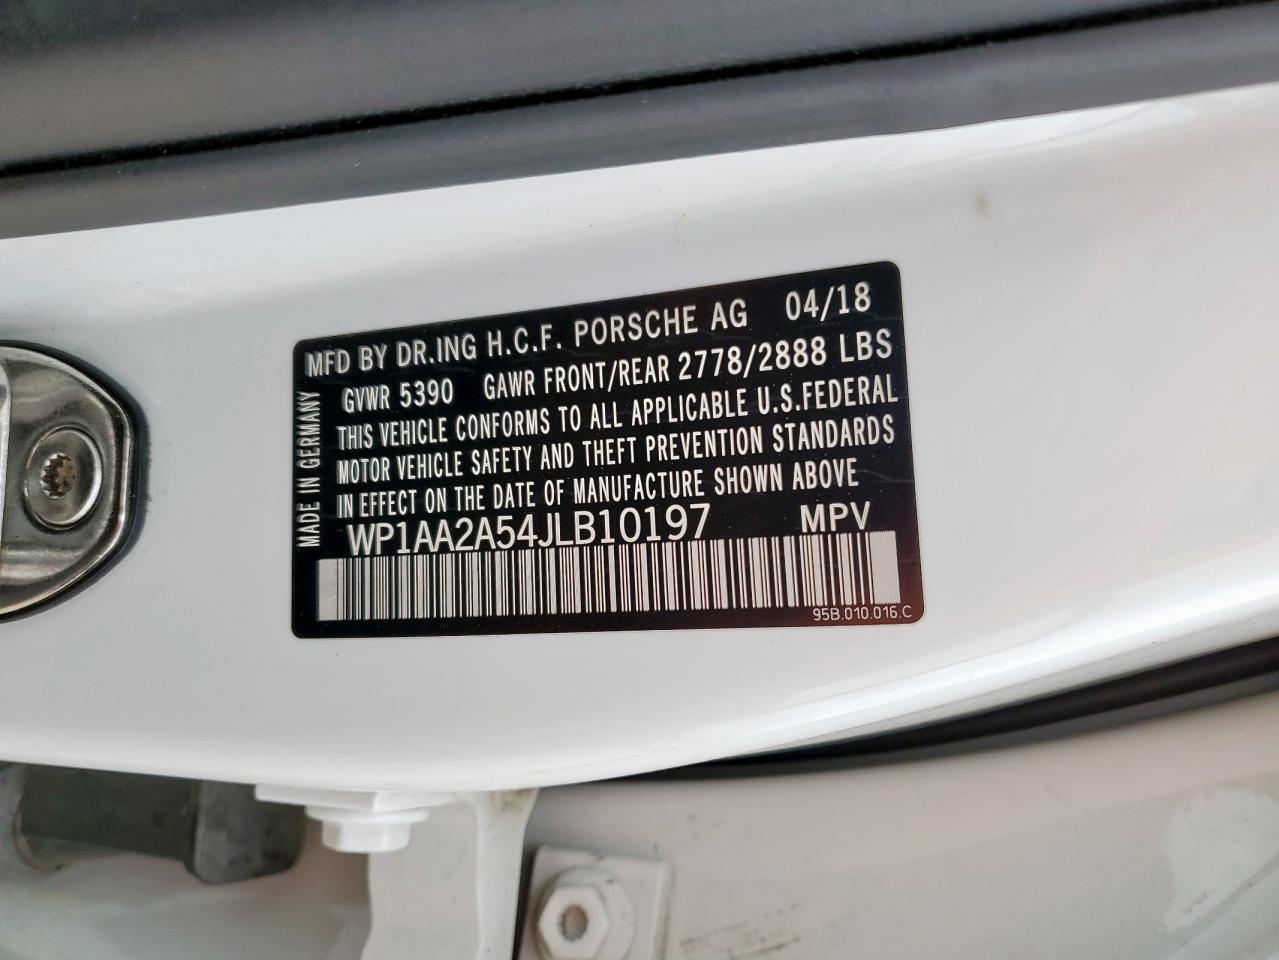 MFD BY DR.ING H.C.F. PORSCHE AG 04/18
GVWR 5390 GAWR FRONT/REAR 2778/2888 LBS
THIS VEHICLE CONFORMS TO ALL APPLICABLE U.S.FEDERAL
MOTOR VEHICLE SAFETY AND THEFT PREVENTION STANDARDS
IN EFFECT ON THE DATE OF MANUFACTURE SHOWN ABOVE
WP1AA2A54JLB10197 MPV
95B.010.016.C
MADE IN GERMANY